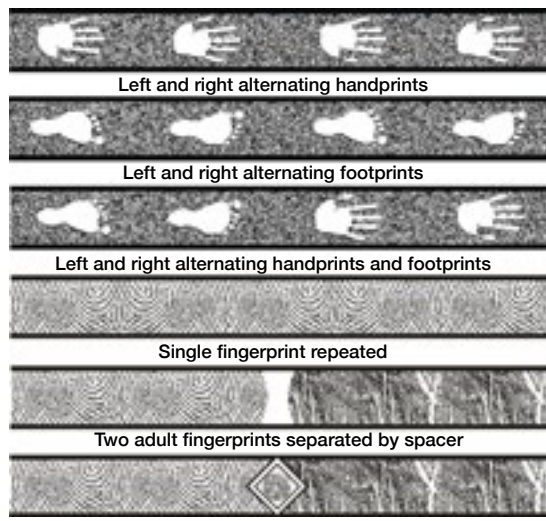 Left and right alternating handprints
Left and right alternating footprints
Left and right alternating handprints and footprints
Single fingerprint repeated
Two adult fingerprints separated by spacer